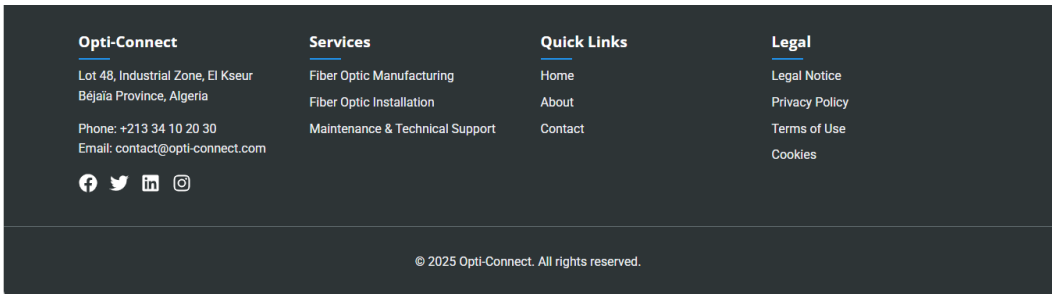 Opti-Connect
Lot 48, Industrial Zone, El Kseur
Béjaïa Province, Algeria
Phone: +213 34 10 20 30
Email: contact@opti-connect.com
Services
Fiber Optic Manufacturing
Fiber Optic Installation
Maintenance & Technical Support
Quick Links
Home
About
Contact
Legal
Legal Notice
Privacy Policy
Terms of Use
Cookies
© 2025 Opti-Connect. All rights reserved.